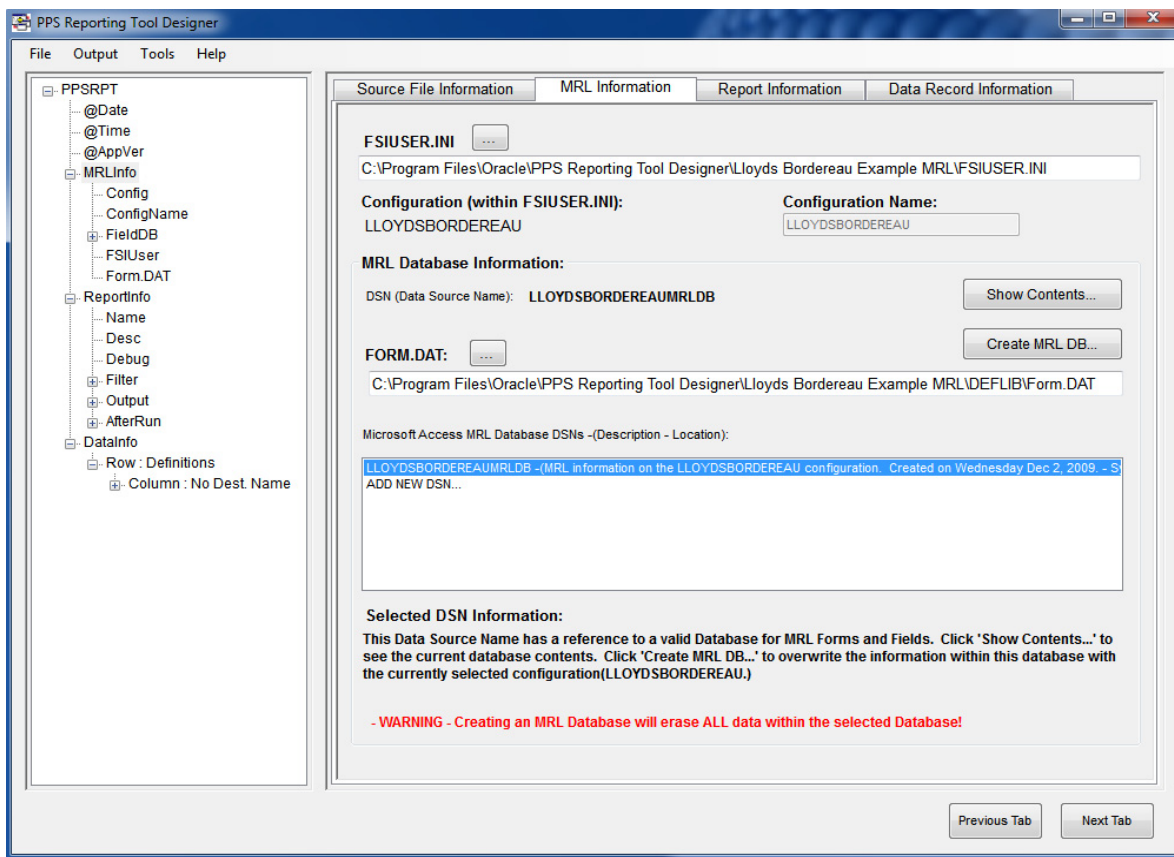 PPS Reporting Tool Designer
File Output Tools Help
PPSRPT
@Date
@Time
@AppVer
MRLInfo
Config
ConfigName
FieldDB
FSIUser
Form.DAT
ReportInfo
Name
Desc
Debug
Filter
Output
AfterRun
DataInfo
Row : Definitions
Column : No Dest. Name
Source File Information MRL Information Report Information Data Record Information
FSIUSER.INI ...
C:\Program Files\Oracle\PPS Reporting Tool Designer\Lloyds Bordereau Example MRL\FSIUSER.INI
Configuration (within FSIUSER.INI): Configuration Name:
LLOYDSBORDEREAU LLOYDSBORDEREAU
MRL Database Information:
DSN (Data Source Name): LLOYDSBORDEREAUMRLDB Show Contents...
Create MRL DB...
FORM.DAT: ...
C:\Program Files\Oracle\PPS Reporting Tool Designer\Lloyds Bordereau Example MRL\DEFLIB\Form.DAT
Microsoft Access MRL Database DSNs -(Description - Location):
LLOYDSBORDEREAUMRLDB -(MRL information on the LLOYDSBORDEREAU configuration. Created on Wednesday Dec 2, 2009. -
ADD NEW DSN...
Selected DSN Information:
This Data Source Name has a reference to a valid Database for MRL Forms and Fields. Click 'Show Contents...' to
see the current database contents. Click 'Create MRL DB...' to overwrite the information within this database with
the currently selected configuration(LLOYDSBORDEREAU.)
- WARNING - Creating an MRL Database will erase ALL data within the selected Database!
Previous Tab Next Tab